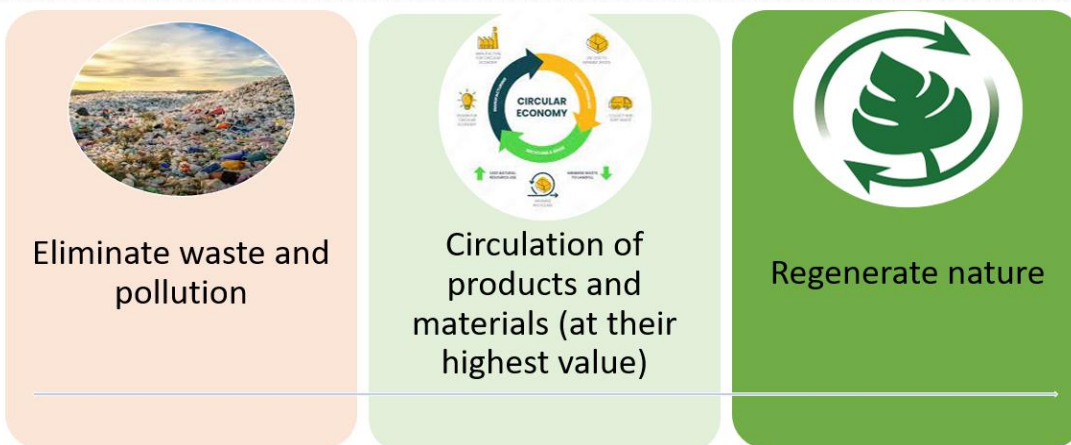 Eliminate waste and
pollution
CIRCULAR
ECONOMY
Circulation of
products and
materials (at their
highest value)
Regenerate nature